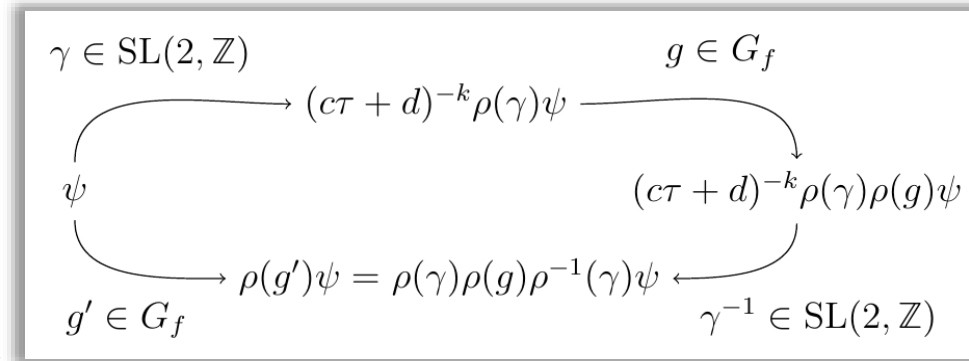 γ ∈ SL(2, ℤ)
g ∈ G_f
(cτ + d)^{-k}ρ(γ)ψ
ψ
(cτ + d)^{-k}ρ(γ)ρ(g)ψ
ρ(g′)ψ = ρ(γ)ρ(g)ρ^{-1}(γ)ψ
g′ ∈ G_f
γ^{-1} ∈ SL(2, ℤ)